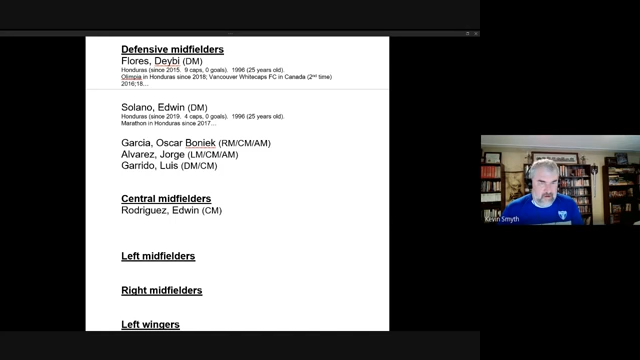 Defensive midfielders
Flores, Deybi (DM)
Honduras (since 2015. 9 caps, 0 goals). 1996 (25 years old).
Olimpia in Honduras since 2018; Vancouver Whitecaps FC in Canada (2nd time)
2016;18…
Solano, Edwin (DM)
Honduras (since 2019. 4 caps, 0 goals). 1996 (25 years old).
Marathon in Honduras since 2017…
Garcia, Oscar Boniek (RM/CM/AM)
Alvarez, Jorge (LM/CM/AM)
Garrido, Luis (DM/CM)
Central midfielders
Rodriguez, Edwin (CM)
Left midfielders
Right midfielders
Left wingers
Kevin Smyth